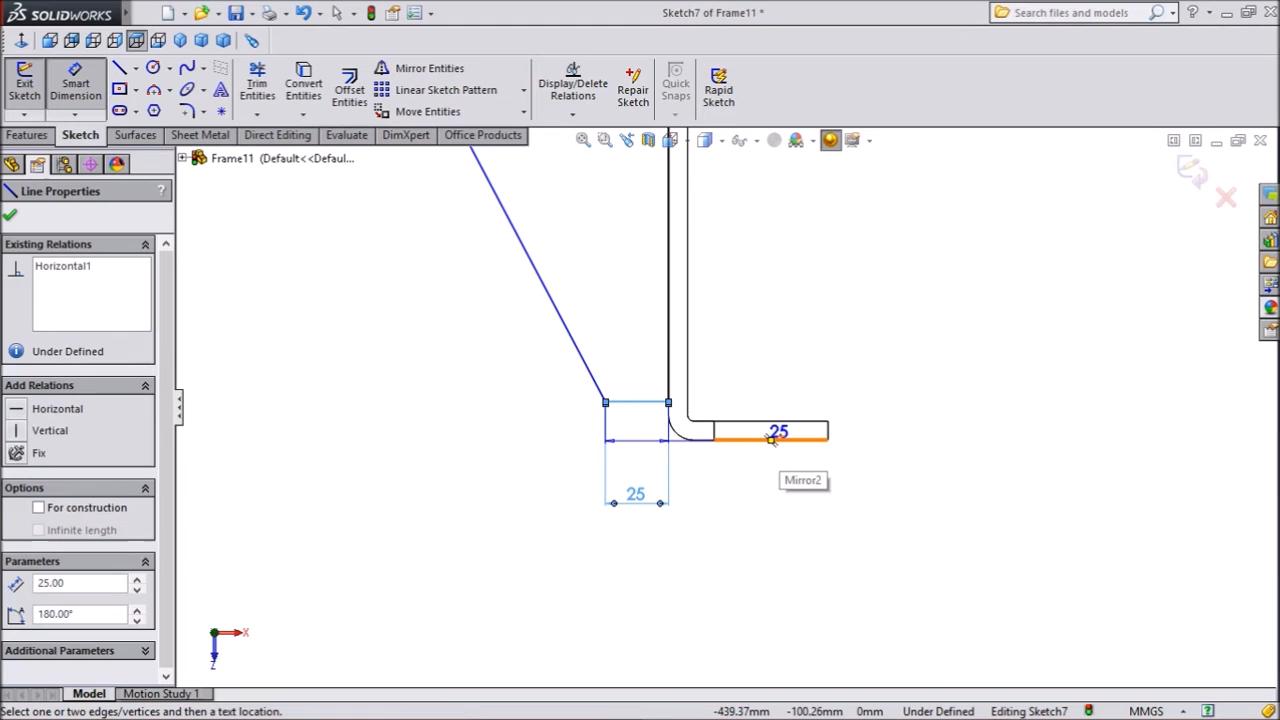 SOLIDWORKS
Sketch7 of Frame11 *
Search files and models
Exit Sketch
Smart Dimension
Trim Entities
Convert Entities
Offset Entities
Mirror Entities
Linear Sketch Pattern
Move Entities
Display/Delete Relations
Repair Sketch
Quick Snaps
Rapid Sketch
Features
Sketch
Surfaces
Sheet Metal
Direct Editing
Evaluate
DimXpert
Office Products
Frame11 (Default<<Defaul...
Line Properties
?
Existing Relations
Horizontal1
Under Defined
Add Relations
Horizontal
Vertical
Fix
Options
For construction
Infinite length
Parameters
25.00
180.00°
Additional Parameters
25
25
Mirror2
X
Z
Model
Motion Study 1
Select one or two edges/vertices and then a text location.
-439.37mm
-100.26mm
0mm
Under Defined
Editing Sketch7
MMGS